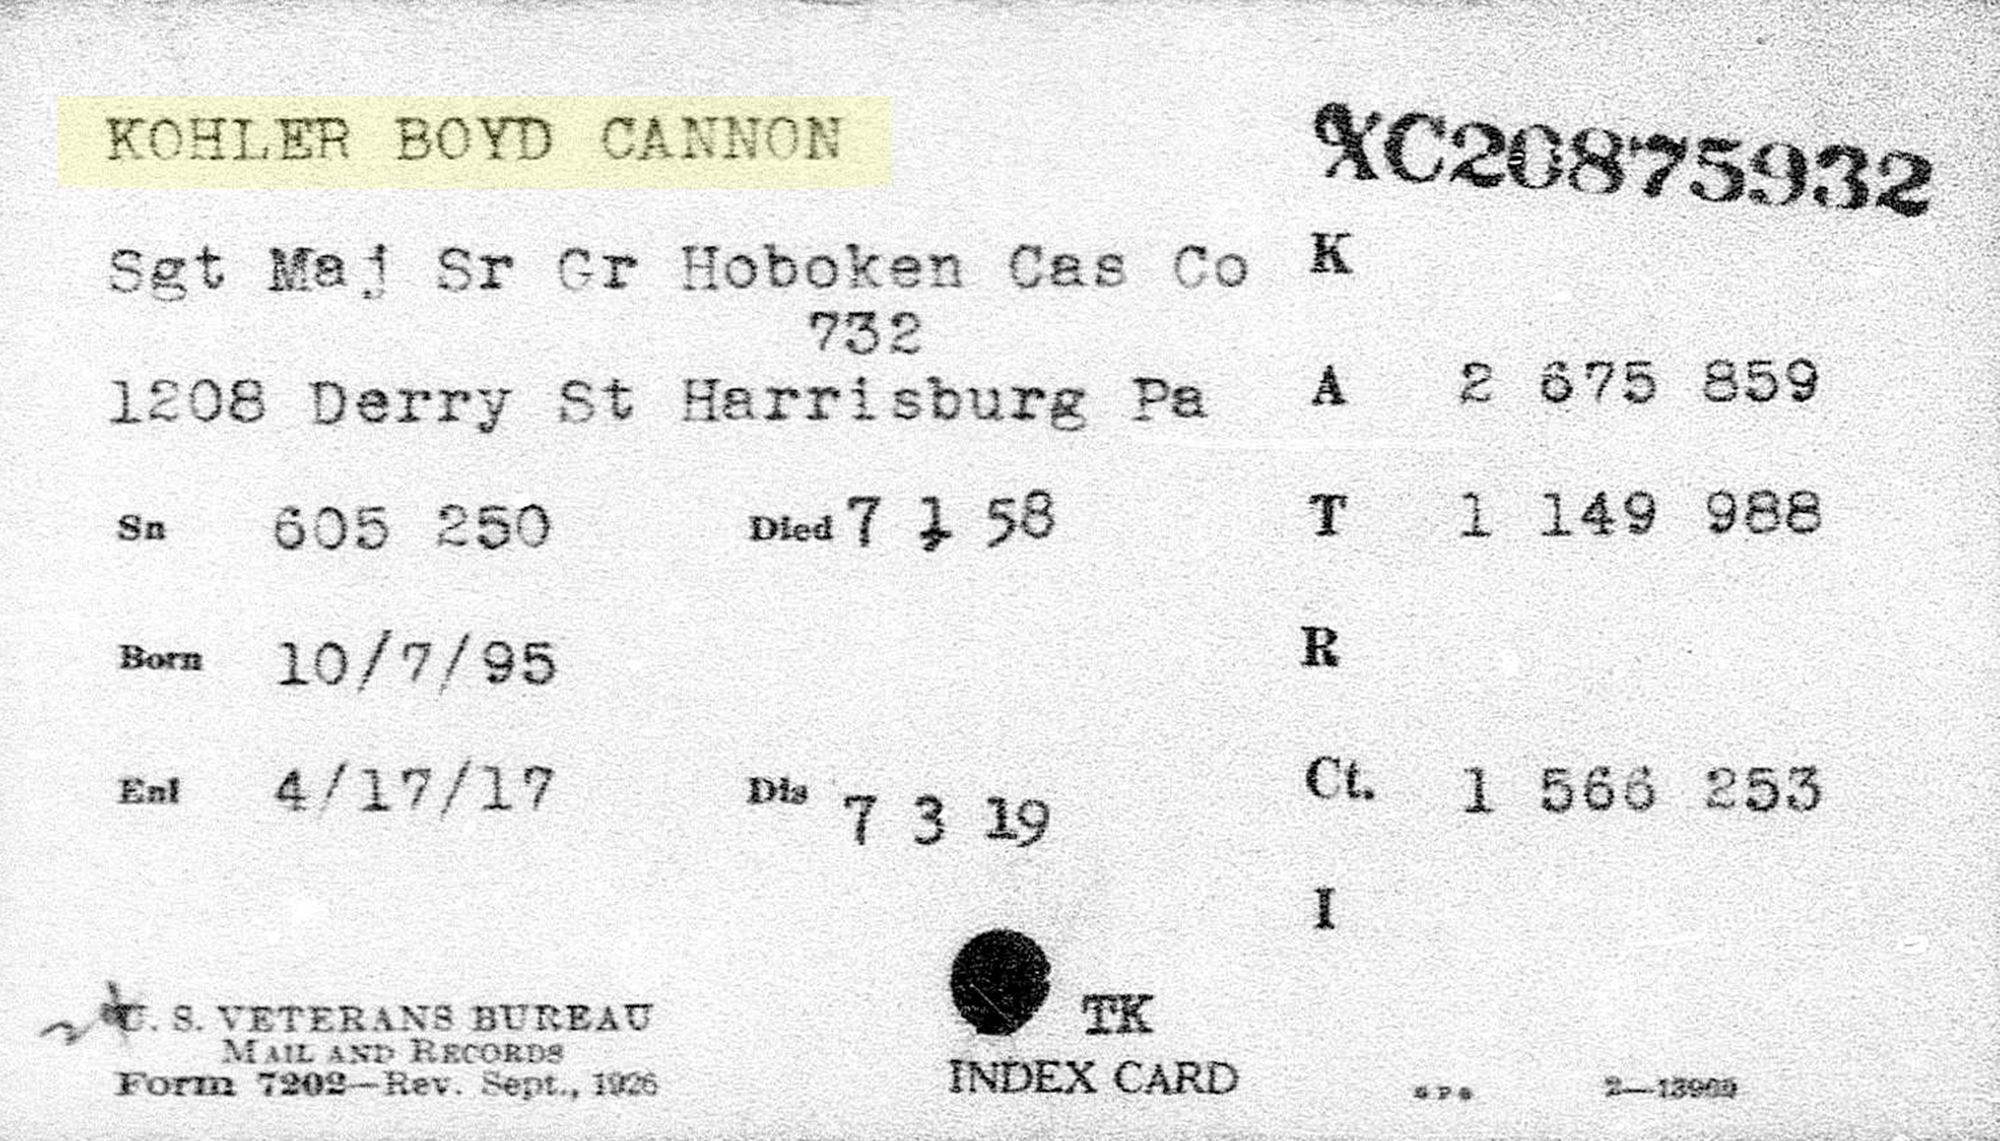 KOHLER BOYD CANNON
XC20875932
Sgt Maj Sr Gr Hoboken Cas Co
K
732
1208 Derry St Harrisburg Pa
A 2 675 859
Sn 605 250
Died 7 1 58
T 1 149 988
Born 10/7/95
R
Enl 4/17/17
Dis 7 3 19
Ct. 1 566 253
I
U. S. VETERANS BUREAU
MAIL AND RECORDS
Form 7202—Rev. Sept., 1926
TK
INDEX CARD
GPO